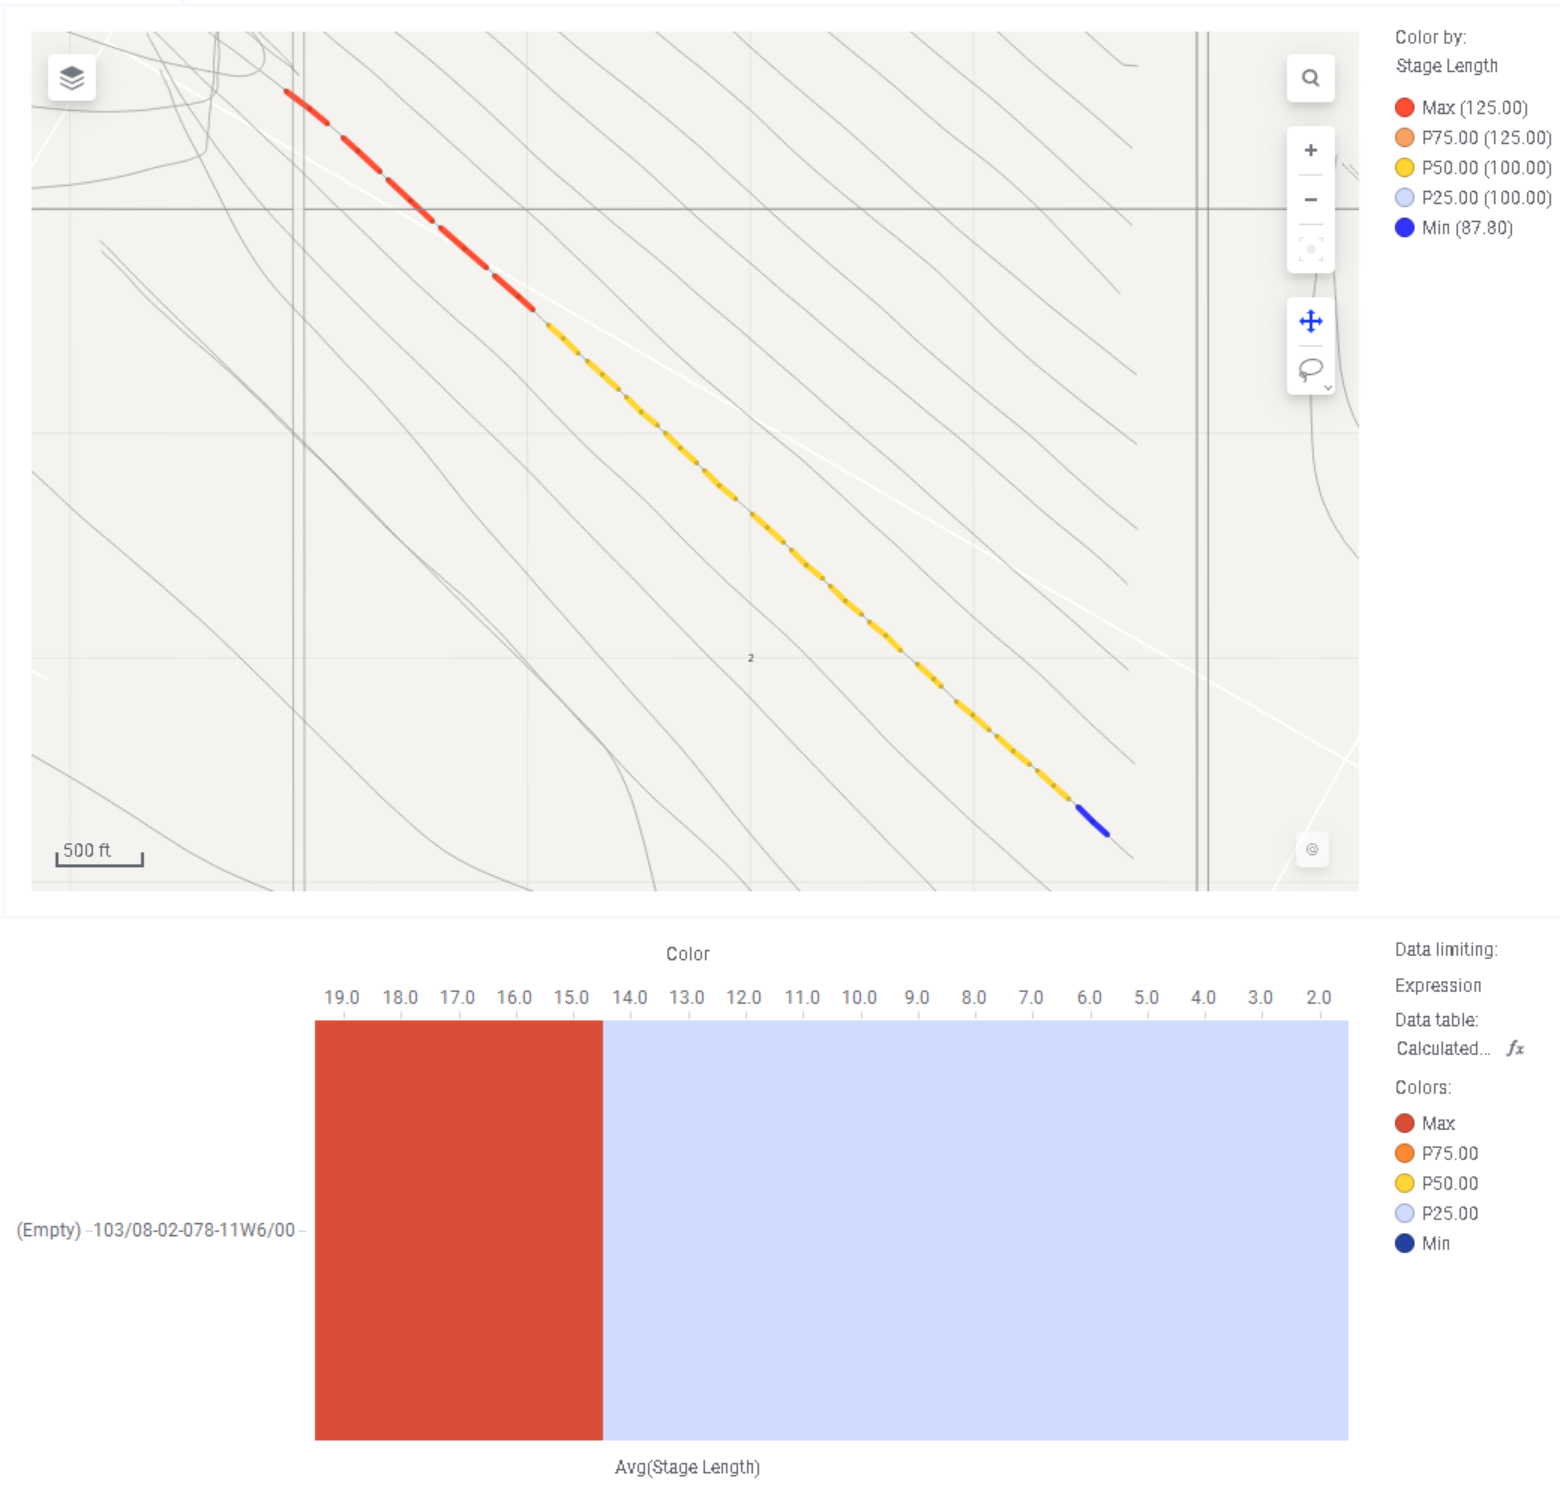 Color by:
Stage Length
Max (125.00)
P75.00 (125.00)
P50.00 (100.00)
P25.00 (100.00)
Min (87.80)
+
−
2
500 ft
Color
19.0 18.0 17.0 16.0 15.0 14.0 13.0 12.0 11.0 10.0 9.0 8.0 7.0 6.0 5.0 4.0 3.0 2.0
(Empty) 103/08-02-078-11W6/00
Avg(Stage Length)
Data limiting:
Expression
Data table:
Calculated... fx
Colors:
Max
P75.00
P50.00
P25.00
Min